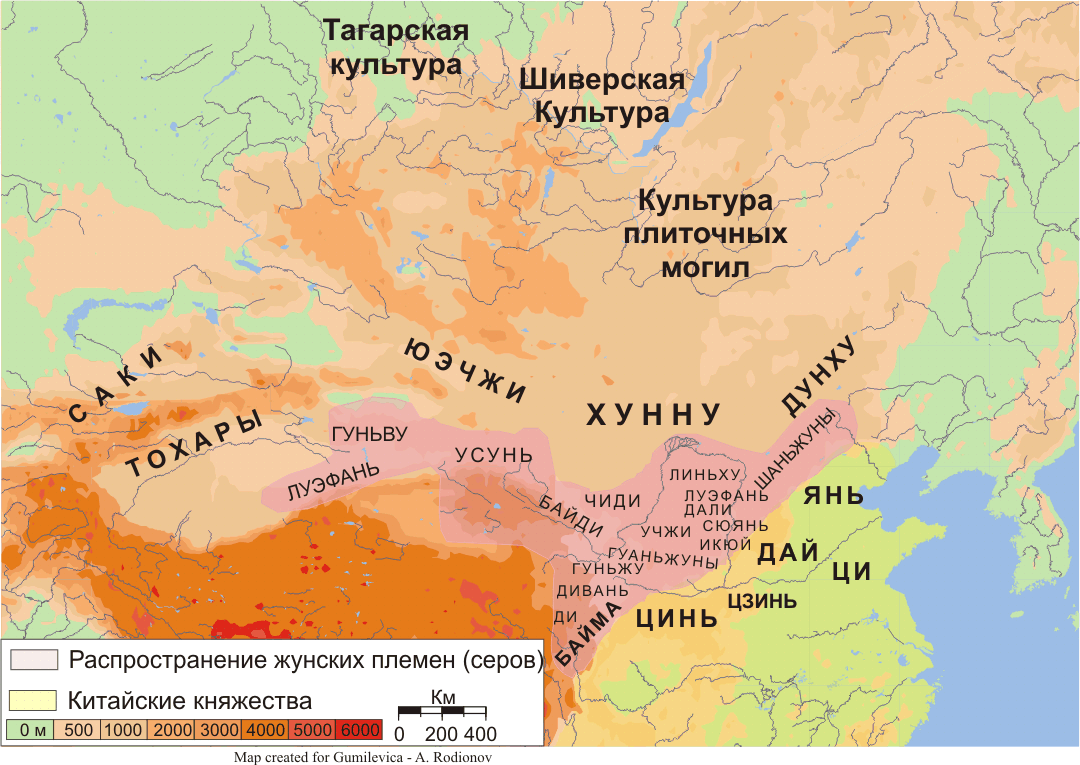 Тагарская
культура
Шиверская
Культура
Культура
плиточных
могил
САКИ
ТОХАРЫ
ЮЭЧЖИ
ХУННУ
ДУНХУ
ГУНЬВУ
ЛУЭФАНЬ
УСУНЬ
БАЙДИ
ЧИДИ
ЛИНЬХУ
ЛУЭФАНЬ
ДАЛИ
СЮЯНЬ
УЧЖИ
ИКЮЙ
ШАНЬЖУНЫ
ГУАНЬЖУНЫ
ГУНЬЖУ
ДИВАНЬ
ДИ
БАЙМА
ЯНЬ
ДАЙ
ЦИ
ЦЗИНЬ
ЦИНЬ
Распространение жунских племен (серов)
Китайские княжества
0 м 500 1000 2000 3000 4000 5000 6000
Км
0 200 400
Map created for Gumilevica - A. Rodionov